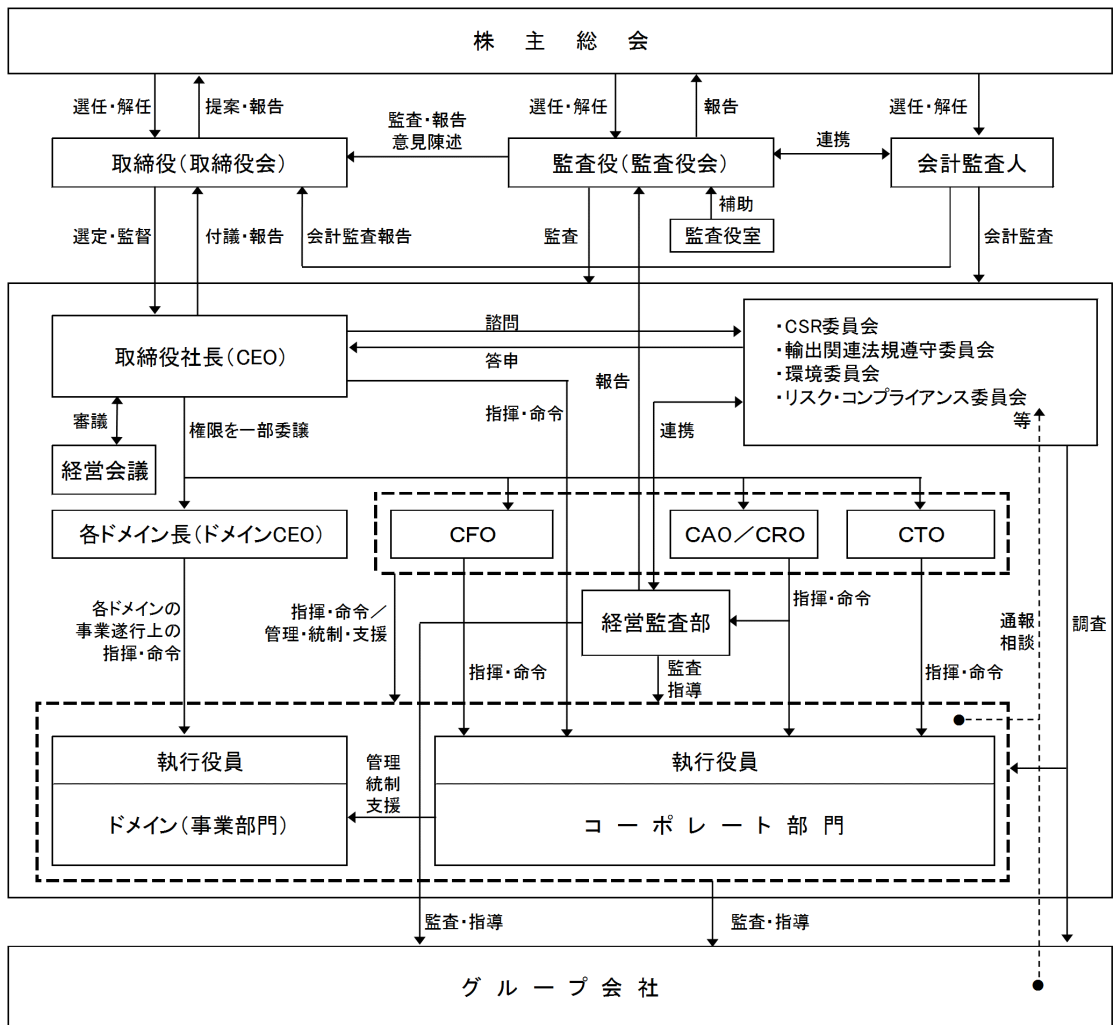 株主総会
選任・解任
提案・報告
監査・報告
意見陳述
選任・解任
報告
選任・解任
取締役（取締役会）
監査役（監査役会）
連携
会計監査人
補助
監査役室
選定・監督
付議・報告
会計監査報告
監査
会計監査
取締役社長（CEO）
諮問
答申
・CSR委員会
・輸出関連法規遵守委員会
・環境委員会
・リスク・コンプライアンス委員会
等
報告
審議
権限を一部委譲
指揮・命令
連携
経営会議
各ドメイン長（ドメインCEO）
CFO
CAO／CRO
CTO
各ドメインの
事業遂行上の
指揮・命令
指揮・命令／
管理・統制・支援
経営監査部
指揮・命令
通報
相談
調査
指揮・命令
監査
指導
指揮・命令
執行役員
ドメイン（事業部門）
管理
統制
支援
執行役員
コーポレート部門
監査・指導
監査・指導
グループ会社